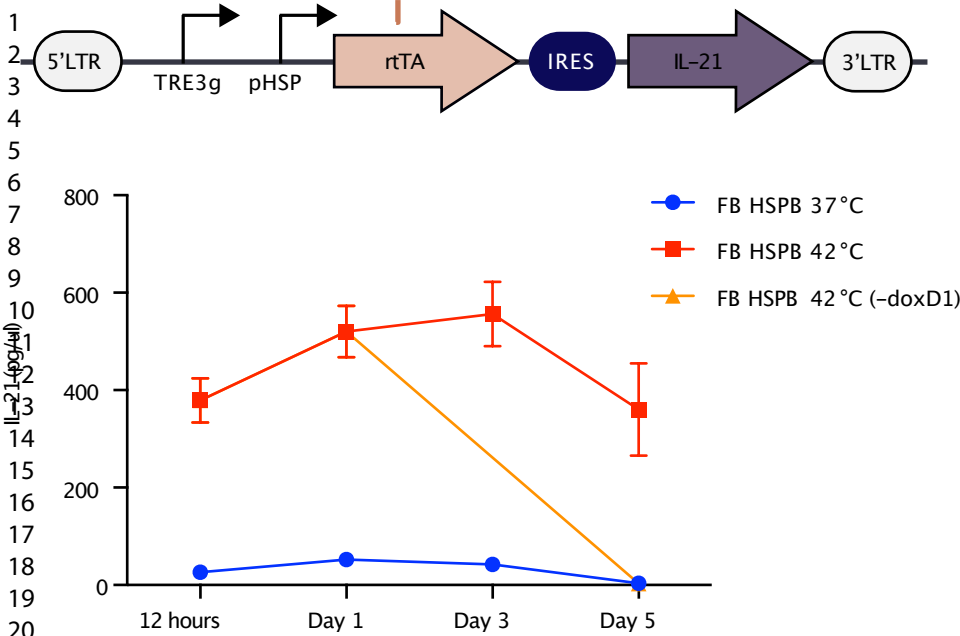 1
2
3
4
5
6
7
8
9
10
11
12
13
14
15
16
17
18
19
20
5'LTR
TRE3g
pHSP
rtTA
IRES
IL-21
3'LTR
800
600
400
200
0
12 hours
Day 1
Day 3
Day 5
FB HSPB 37°C
FB HSPB 42°C
FB HSPB 42°C (-doxD1)